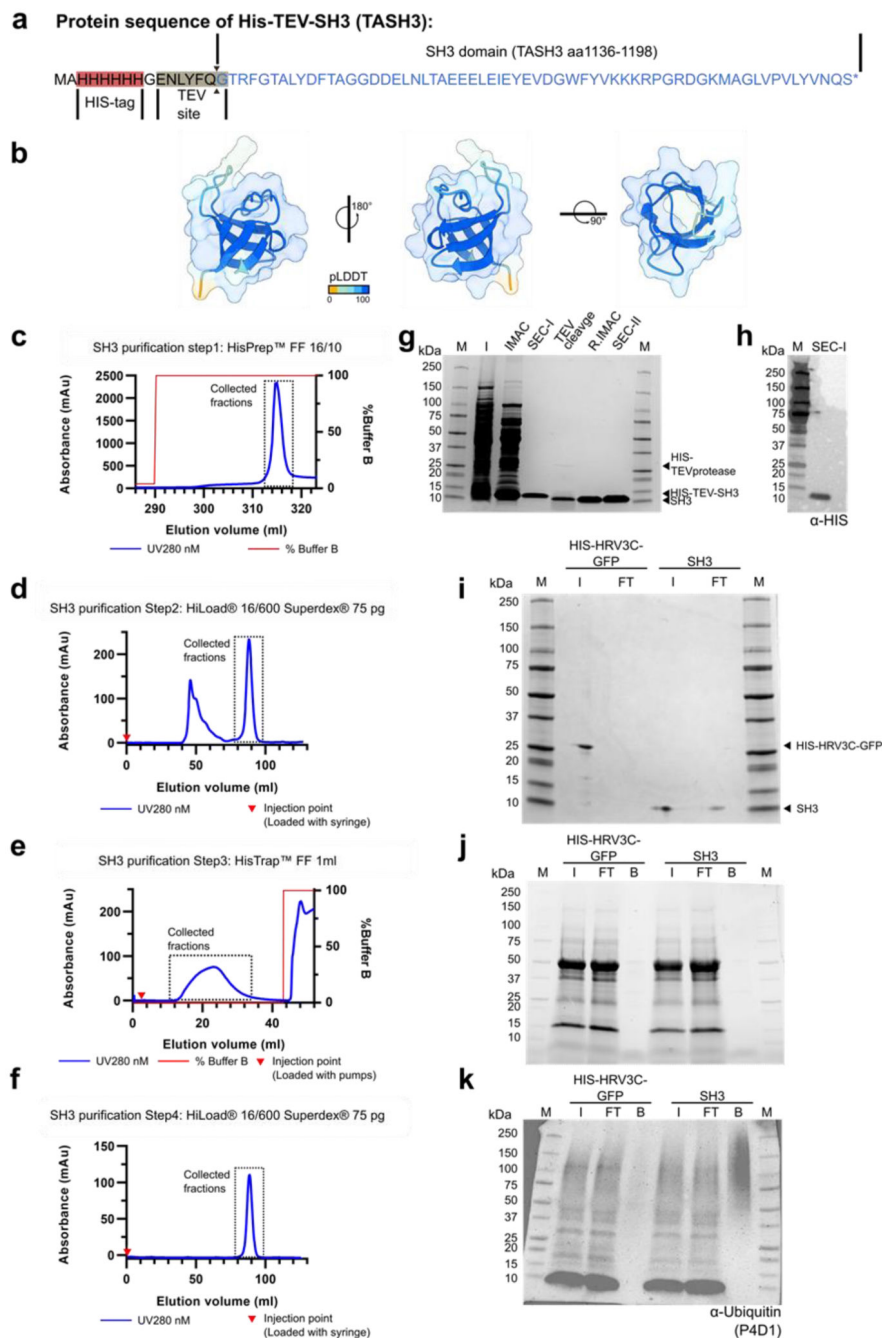 a Protein sequence of His-TEV-SH3 (TASH3):
SH3 domain (TASH3 aa1136-1198)
MAHHHHHHGENLYFQGTRFGTALYDFTAGGDDELNLTAEEELEIEYEVDGWFYVKKKRPGRDGKMAGLVPVLYVNQS*
HIS-tag
TEV
site
b
180°
90°
pLDDT
0 100
c
SH3 purification step1: HisPrep™ FF 16/10
Absorbance (mAu)
2500
2000
1500
1000
500
0
Collected
fractions
100
75
50
25
0
%Buffer B
290 300 310 320
Elution volume (ml)
UV280 nM
% Buffer B
d
SH3 purification Step2: HiLoad® 16/600 Superdex® 75 pg
Absorbance (mAu)
200
100
0
Collected
fractions
0 50 100
Elution volume (ml)
UV280 nM
Injection point
(Loaded with syringe)
e
SH3 purification Step3: HisTrap™ FF 1ml
Absorbance (mAu)
200
150
100
50
0
Collected
fractions
100
75
50
25
0
%Buffer B
0 20 40
Elution volume (ml)
UV280 nM
% Buffer B
Injection point
(Loaded with pumps)
f
SH3 purification Step4: HiLoad® 16/600 Superdex® 75 pg
Absorbance (mAu)
150
100
50
0
Collected
fractions
0 50 100
Elution volume (ml)
UV280 nM
Injection point
(Loaded with syringe)
g
kDa
M
I
IMAC
SEC-I
TEV
cleavge
R.IMAC
SEC-II
M
250
150
100
75
50
37
25
20
15
10
HIS-
TEVprotease
HIS-TEV-SH3
SH3
h
kDa
M SEC-I
250
150
100
75
50
37
25
20
15
10
α-HIS
i
HIS-HRV3C-
GFP
SH3
kDa M I FT I FT M
250
150
100
75
50
37
25
20
15
10
HIS-HRV3C-GFP
SH3
j
HIS-HRV3C-
GFP
SH3
kDa
M I FT B I FT B M
250
150
100
75
50
37
25
20
15
10
k
HIS-HRV3C-
GFP
SH3
kDa
M I FT B I FT B M
250
150
100
75
50
37
25
20
15
10
α-Ubiquitin
(P4D1)